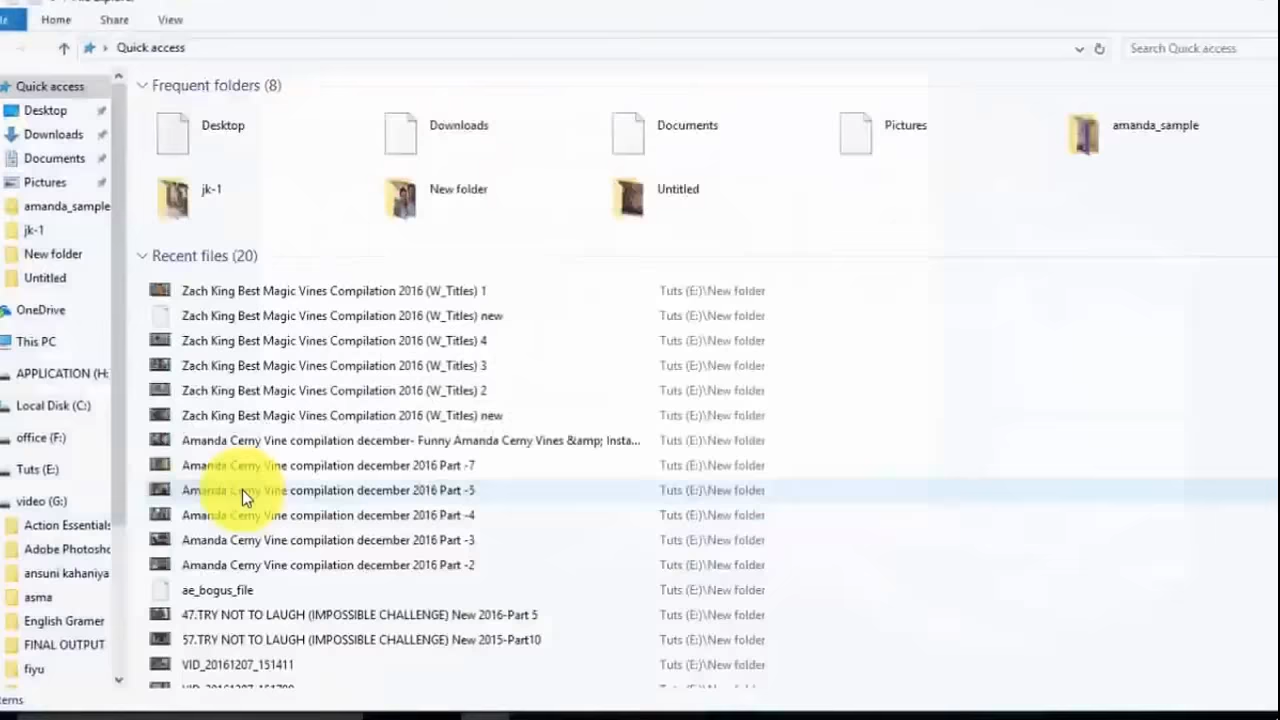 Home Share View
Quick access
Search Quick access
Quick access
Desktop
Downloads
Documents
Pictures
amanda_sample
jk-1
New folder
Untitled
OneDrive
This PC
APPLICATION (H:
Local Disk (C:)
office (F:)
Tuts (E:)
video (G:)
Action Essentials
Adobe Photosho
ansuni kahaniya
asma
English Gramer
FINAL OUTPUT
fiyu
Frequent folders (8)
Desktop
Downloads
Documents
Pictures
amanda_sample
jk-1
New folder
Untitled
Recent files (20)
Zach King Best Magic Vines Compilation 2016 (W_Titles) 1 Tuts (E:)\New folder
Zach King Best Magic Vines Compilation 2016 (W_Titles) new Tuts (E:)\New folder
Zach King Best Magic Vines Compilation 2016 (W_Titles) 4 Tuts (E:)\New folder
Zach King Best Magic Vines Compilation 2016 (W_Titles) 3 Tuts (E:)\New folder
Zach King Best Magic Vines Compilation 2016 (W_Titles) 2 Tuts (E:)\New folder
Zach King Best Magic Vines Compilation 2016 (W_Titles) new Tuts (E:)\New folder
Amanda Cerny Vine compilation december- Funny Amanda Cerny Vines &amp; Insta... Tuts (E:)\New folder
Amanda Cerny Vine compilation december 2016 Part -7 Tuts (E:)\New folder
Amanda Cerny Vine compilation december 2016 Part -5 Tuts (E:)\New folder
Amanda Cerny Vine compilation december 2016 Part -4 Tuts (E:)\New folder
Amanda Cerny Vine compilation december 2016 Part -3 Tuts (E:)\New folder
Amanda Cerny Vine compilation december 2016 Part -2 Tuts (E:)\New folder
ae_bogus_file Tuts (E:)\New folder
47.TRY NOT TO LAUGH (IMPOSSIBLE CHALLENGE) New 2016-Part 5 Tuts (E:)\New folder
57.TRY NOT TO LAUGH (IMPOSSIBLE CHALLENGE) New 2015-Part10 Tuts (E:)\New folder
VID_20161207_151411 Tuts (E:)\New folder